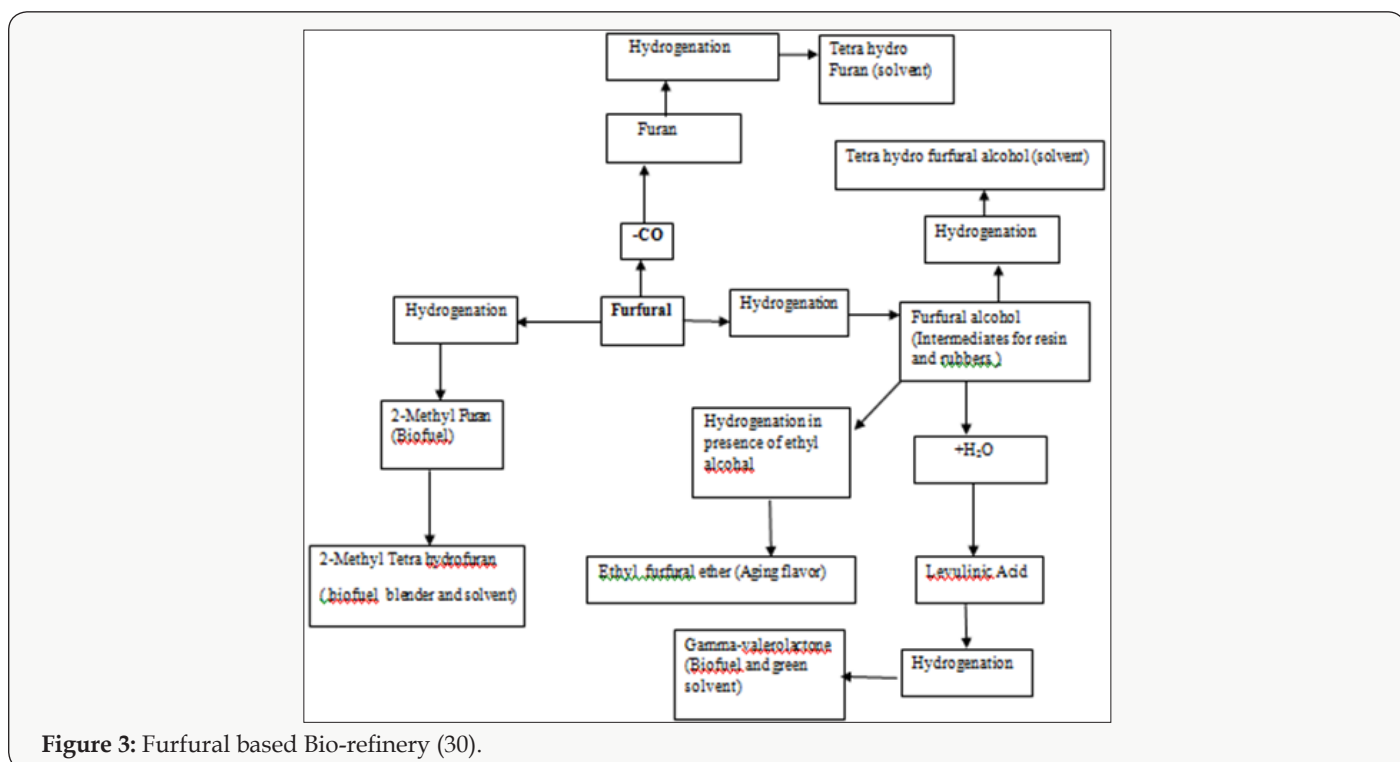 Hydrogenation
Tetra hydro
Furan (solvent)
Furan
Tetra hydro furfural alcohol (solvent)
-CO
Hydrogenation
Hydrogenation
Furfural
Hydrogenation
Furfural alcohol
(Intermediates for resin
and rubbers.)
2-Methyl Furan
(Biofuel)
Hydrogenation in
presence of ethyl
alcohal
+H₂O
2-Methyl Tetra hydrofuran
(.biofuel blender and solvent)
Ethyl furfural ether (Aging flavor)
Levulinic Acid
Gamma-valerolactone
(Biofuel and green
solvent)
Hydrogenation
Figure 3: Furfural based Bio-refinery (30).